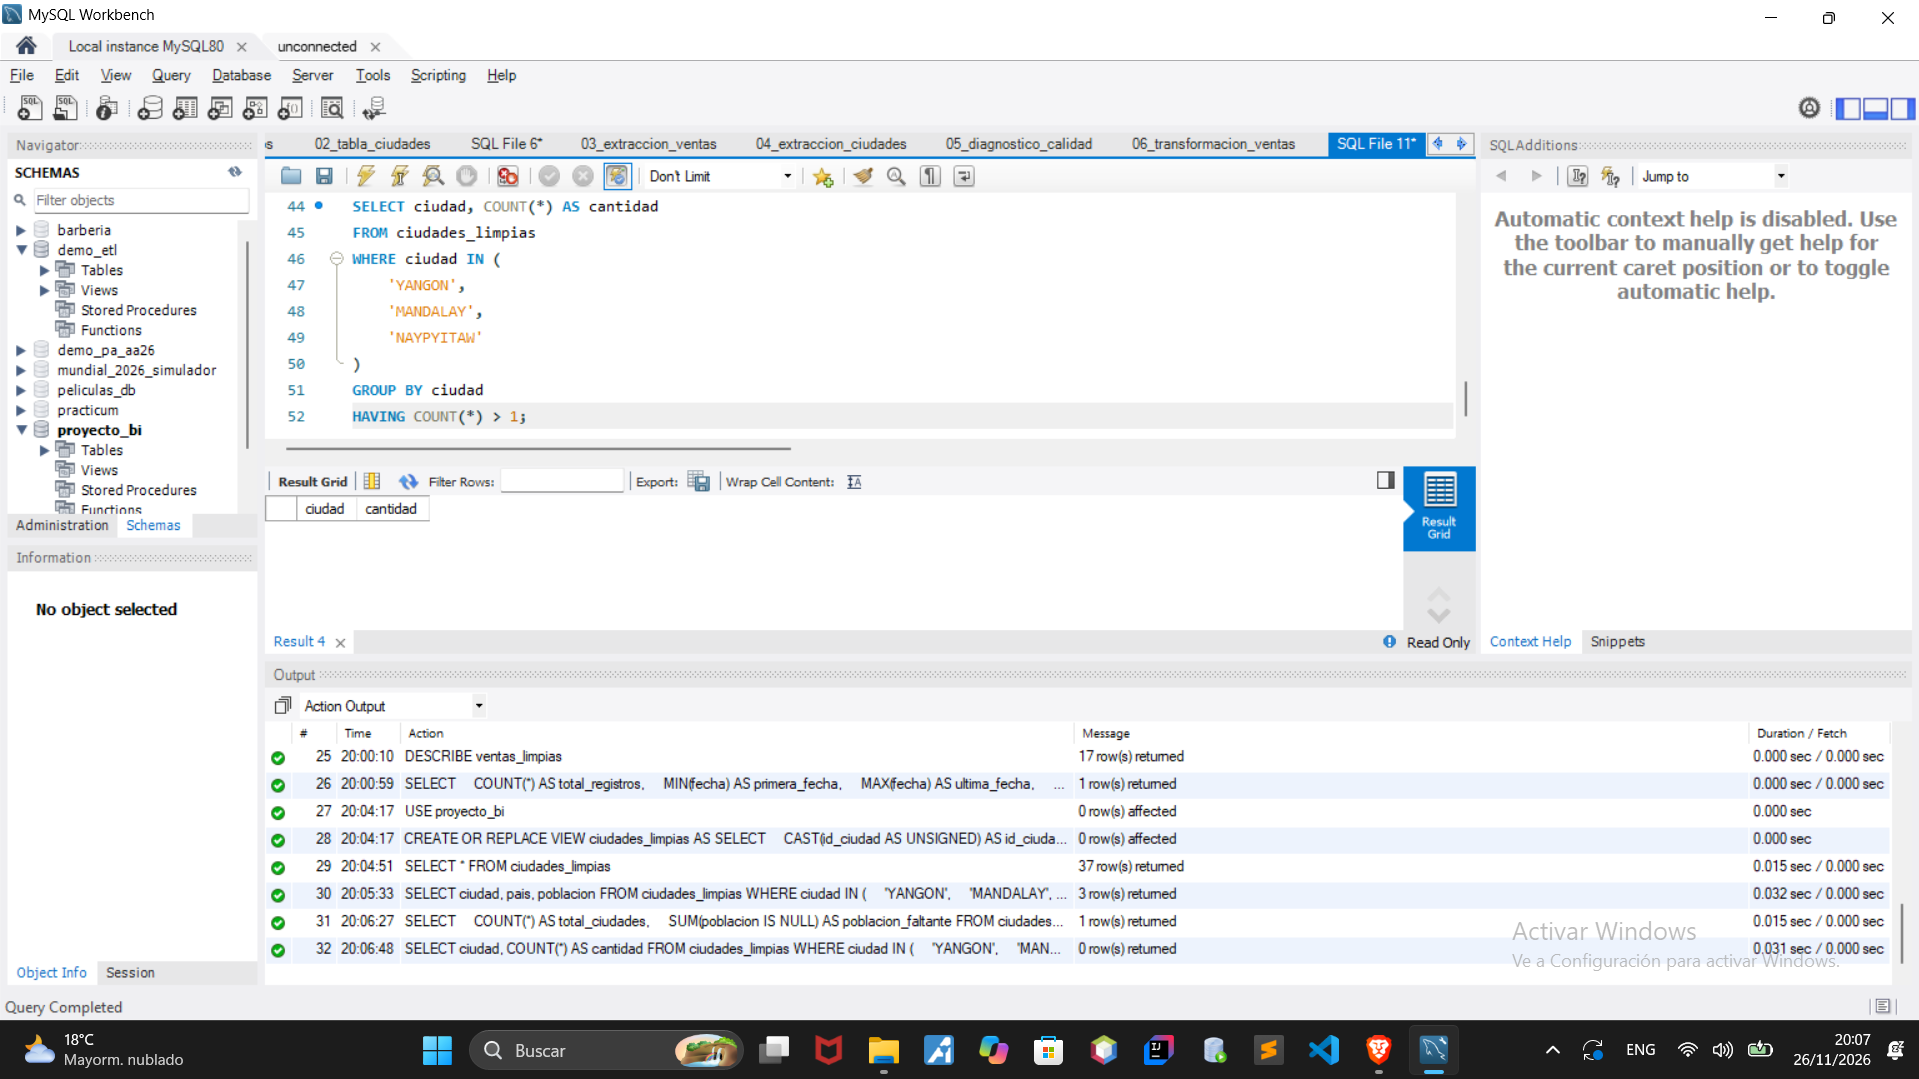 MySQL Workbench
Local instance MySQL80
unconnected
File Edit View Query Database Server Tools Scripting Help
Navigator
SCHEMAS
Filter objects
barberia
demo_etl
Tables
Views
Stored Procedures
Functions
demo_pa_aa26
mundial_2026_simulador
peliculas_db
practicum
proyecto_bi
Tables
Views
Stored Procedures
Functions
Administration Schemas
Information
No object selected
Object Info Session
02_tabla_ciudades SQL File 6* 03_extraccion_ventas 04_extraccion_ciudades 05_diagnostico_calidad 06_transformacion_ventas SQL File 11*
Don't Limit
44 SELECT ciudad, COUNT(*) AS cantidad
45 FROM ciudades_limpias
46 WHERE ciudad IN (
47 'YANGON',
48 'MANDALAY',
49 'NAYPYITAW'
50 )
51 GROUP BY ciudad
52 HAVING COUNT(*) > 1;
Result Grid Filter Rows: Export: Wrap Cell Content:
ciudad cantidad
Result Grid
Result 4
Read Only
SQLAdditions
Jump to
Automatic context help is disabled. Use
the toolbar to manually get help for
the current caret position or to toggle
automatic help.
Context Help Snippets
Output
Action Output
# Time Action Message Duration / Fetch
25 20:00:10 DESCRIBE ventas_limpias 17 row(s) returned 0.000 sec / 0.000 sec
26 20:00:59 SELECT COUNT(*) AS total_registros, MIN(fecha) AS primera_fecha, MAX(fecha) AS ultima_fecha, ... 1 row(s) returned 0.000 sec / 0.000 sec
27 20:04:17 USE proyecto_bi 0 row(s) affected 0.000 sec
28 20:04:17 CREATE OR REPLACE VIEW ciudades_limpias AS SELECT CAST(id_ciudad AS UNSIGNED) AS id_ciuda... 0 row(s) affected 0.000 sec
29 20:04:51 SELECT * FROM ciudades_limpias 37 row(s) returned 0.015 sec / 0.000 sec
30 20:05:33 SELECT ciudad, pais, poblacion FROM ciudades_limpias WHERE ciudad IN ( 'YANGON', 'MANDALAY', ... 3 row(s) returned 0.032 sec / 0.000 sec
31 20:06:27 SELECT COUNT(*) AS total_ciudades, SUM(poblacion IS NULL) AS poblacion_faltante FROM ciudades... 1 row(s) returned 0.015 sec / 0.000 sec
32 20:06:48 SELECT ciudad, COUNT(*) AS cantidad FROM ciudades_limpias WHERE ciudad IN ( 'YANGON', 'MAN... 0 row(s) returned 0.031 sec / 0.000 sec
Activar Windows
Ve a Configuración para activar Windows.
Query Completed
18°C
Mayorm. nublado
Buscar
ENG
20:07
26/11/2026